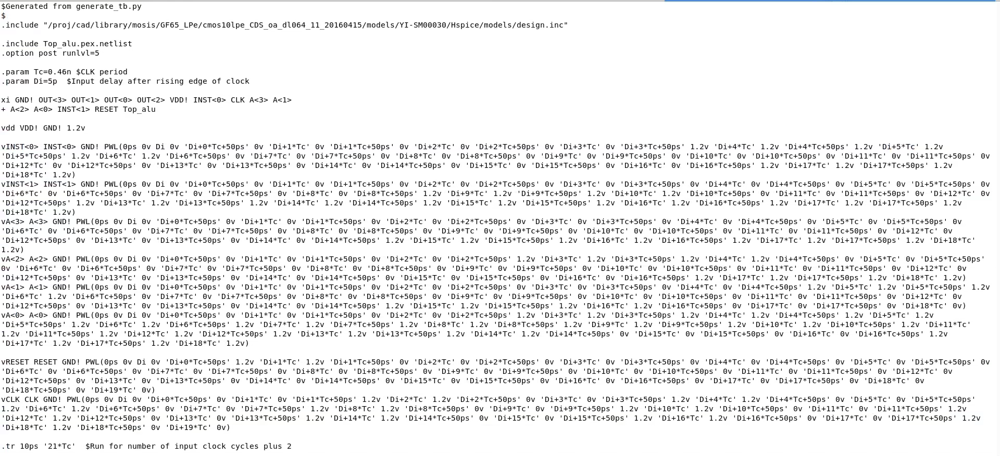 $Generated from generate_tb.py
$
.include "/proj/cad/library/mosis/GF65_LPe/cmos10lpe_CDS_oa_dl064_11_20160415/models/YI-SM00030/Hspice/models/design.inc"
.include Top_alu.pex.netlist
.option post runlvl=5
.param Tc=0.46n $CLK period
.param Di=5p  $Input delay after rising edge of clock
xi GND! OUT<3> OUT<1> OUT<0> OUT<2> VDD! INST<0> CLK A<3> A<1>
+ A<2> A<0> INST<1> RESET Top_alu
vdd VDD! GND! 1.2v
vINST<0> INST<0> GND! PWL(0ps 0v Di 0v 'Di+0*Tc+50ps' 0v 'Di+1*Tc' 0v 'Di+1*Tc+50ps' 0v 'Di+2*Tc' 0v 'Di+2*Tc+50ps' 0v 'Di+3*Tc' 0v 'Di+3*Tc+50ps' 1.2v 'Di+4*Tc' 1.2v 'Di+4*Tc+50ps' 1.2v 'Di+5*Tc' 1.2v
'Di+5*Tc+50ps' 1.2v 'Di+6*Tc' 1.2v 'Di+6*Tc+50ps' 0v 'Di+7*Tc' 0v 'Di+7*Tc+50ps' 0v 'Di+8*Tc' 0v 'Di+8*Tc+50ps' 0v 'Di+9*Tc' 0v 'Di+9*Tc+50ps' 0v 'Di+10*Tc' 0v 'Di+10*Tc+50ps' 0v 'Di+11*Tc' 0v 'Di+11*Tc+50ps' 0v
'Di+12*Tc' 0v 'Di+12*Tc+50ps' 0v 'Di+13*Tc' 0v 'Di+13*Tc+50ps' 0v 'Di+14*Tc' 0v 'Di+14*Tc+50ps' 0v 'Di+15*Tc' 0v 'Di+15*Tc+50ps' 0v 'Di+16*Tc' 0v 'Di+16*Tc+50ps' 1.2v 'Di+17*Tc' 1.2v 'Di+17*Tc+50ps' 1.2v
'Di+18*Tc' 1.2v)
vINST<1> INST<1> GND! PWL(0ps 0v Di 0v 'Di+0*Tc+50ps' 0v 'Di+1*Tc' 0v 'Di+1*Tc+50ps' 0v 'Di+2*Tc' 0v 'Di+2*Tc+50ps' 0v 'Di+3*Tc' 0v 'Di+3*Tc+50ps' 0v 'Di+4*Tc' 0v 'Di+4*Tc+50ps' 0v 'Di+5*Tc' 0v 'Di+5*Tc+50ps' 0v
'Di+6*Tc' 0v 'Di+6*Tc+50ps' 0v 'Di+7*Tc' 0v 'Di+7*Tc+50ps' 0v 'Di+8*Tc' 0v 'Di+8*Tc+50ps' 1.2v 'Di+9*Tc' 1.2v 'Di+9*Tc+50ps' 1.2v 'Di+10*Tc' 1.2v 'Di+10*Tc+50ps' 0v 'Di+11*Tc' 0v 'Di+11*Tc+50ps' 0v 'Di+12*Tc' 0v
'Di+12*Tc+50ps' 1.2v 'Di+13*Tc' 1.2v 'Di+13*Tc+50ps' 1.2v 'Di+14*Tc' 1.2v 'Di+14*Tc+50ps' 1.2v 'Di+15*Tc' 1.2v 'Di+15*Tc+50ps' 1.2v 'Di+16*Tc' 1.2v 'Di+16*Tc+50ps' 1.2v 'Di+17*Tc' 1.2v 'Di+17*Tc+50ps' 1.2v
'Di+18*Tc' 1.2v)
vA<3> A<3> GND! PWL(0ps 0v Di 0v 'Di+0*Tc+50ps' 0v 'Di+1*Tc' 0v 'Di+1*Tc+50ps' 0v 'Di+2*Tc' 0v 'Di+2*Tc+50ps' 0v 'Di+3*Tc' 0v 'Di+3*Tc+50ps' 0v 'Di+4*Tc' 0v 'Di+4*Tc+50ps' 0v 'Di+5*Tc' 0v 'Di+5*Tc+50ps' 0v
'Di+6*Tc' 0v 'Di+6*Tc+50ps' 0v 'Di+7*Tc' 0v 'Di+7*Tc+50ps' 0v 'Di+8*Tc' 0v 'Di+8*Tc+50ps' 0v 'Di+9*Tc' 0v 'Di+9*Tc+50ps' 0v 'Di+10*Tc' 0v 'Di+10*Tc+50ps' 0v 'Di+11*Tc' 0v 'Di+11*Tc+50ps' 0v 'Di+12*Tc' 0v
'Di+12*Tc+50ps' 0v 'Di+13*Tc' 0v 'Di+13*Tc+50ps' 0v 'Di+14*Tc' 0v 'Di+14*Tc+50ps' 1.2v 'Di+15*Tc' 1.2v 'Di+15*Tc+50ps' 1.2v 'Di+16*Tc' 1.2v 'Di+16*Tc+50ps' 1.2v 'Di+17*Tc' 1.2v 'Di+17*Tc+50ps' 1.2v 'Di+18*Tc'
1.2v)
vA<2> A<2> GND! PWL(0ps 0v Di 0v 'Di+0*Tc+50ps' 0v 'Di+1*Tc' 0v 'Di+1*Tc+50ps' 0v 'Di+2*Tc' 0v 'Di+2*Tc+50ps' 1.2v 'Di+3*Tc' 1.2v 'Di+3*Tc+50ps' 1.2v 'Di+4*Tc' 1.2v 'Di+4*Tc+50ps' 0v 'Di+5*Tc' 0v 'Di+5*Tc+50ps'
0v 'Di+6*Tc' 0v 'Di+6*Tc+50ps' 0v 'Di+7*Tc' 0v 'Di+7*Tc+50ps' 0v 'Di+8*Tc' 0v 'Di+8*Tc+50ps' 0v 'Di+9*Tc' 0v 'Di+9*Tc+50ps' 0v 'Di+10*Tc' 0v 'Di+10*Tc+50ps' 0v 'Di+11*Tc' 0v 'Di+11*Tc+50ps' 0v 'Di+12*Tc' 0v
'Di+12*Tc+50ps' 0v 'Di+13*Tc' 0v 'Di+13*Tc+50ps' 0v 'Di+14*Tc' 0v 'Di+14*Tc+50ps' 0v 'Di+15*Tc' 0v 'Di+15*Tc+50ps' 0v 'Di+16*Tc' 0v 'Di+16*Tc+50ps' 1.2v 'Di+17*Tc' 1.2v 'Di+17*Tc+50ps' 1.2v 'Di+18*Tc' 1.2v)
vA<1> A<1> GND! PWL(0ps 0v Di 0v 'Di+0*Tc+50ps' 0v 'Di+1*Tc' 0v 'Di+1*Tc+50ps' 0v 'Di+2*Tc' 0v 'Di+2*Tc+50ps' 0v 'Di+3*Tc' 0v 'Di+3*Tc+50ps' 0v 'Di+4*Tc' 0v 'Di+4*Tc+50ps' 1.2v 'Di+5*Tc' 1.2v 'Di+5*Tc+50ps' 1.2v
'Di+6*Tc' 1.2v 'Di+6*Tc+50ps' 0v 'Di+7*Tc' 0v 'Di+7*Tc+50ps' 0v 'Di+8*Tc' 0v 'Di+8*Tc+50ps' 0v 'Di+9*Tc' 0v 'Di+9*Tc+50ps' 0v 'Di+10*Tc' 0v 'Di+10*Tc+50ps' 0v 'Di+11*Tc' 0v 'Di+11*Tc+50ps' 0v 'Di+12*Tc' 0v
'Di+12*Tc+50ps' 0v 'Di+13*Tc' 0v 'Di+13*Tc+50ps' 0v 'Di+14*Tc' 0v 'Di+14*Tc+50ps' 1.2v 'Di+15*Tc' 1.2v 'Di+15*Tc+50ps' 1.2v 'Di+16*Tc' 1.2v 'Di+16*Tc+50ps' 0v 'Di+17*Tc' 0v 'Di+17*Tc+50ps' 0v 'Di+18*Tc' 0v)
vA<0> A<0> GND! PWL(0ps 0v Di 0v 'Di+0*Tc+50ps' 0v 'Di+1*Tc' 0v 'Di+1*Tc+50ps' 0v 'Di+2*Tc' 0v 'Di+2*Tc+50ps' 1.2v 'Di+3*Tc' 1.2v 'Di+3*Tc+50ps' 1.2v 'Di+4*Tc' 1.2v 'Di+4*Tc+50ps' 1.2v 'Di+5*Tc' 1.2v
'Di+5*Tc+50ps' 1.2v 'Di+6*Tc' 1.2v 'Di+6*Tc+50ps' 1.2v 'Di+7*Tc' 1.2v 'Di+7*Tc+50ps' 1.2v 'Di+8*Tc' 1.2v 'Di+8*Tc+50ps' 1.2v 'Di+9*Tc' 1.2v 'Di+9*Tc+50ps' 1.2v 'Di+10*Tc' 1.2v 'Di+10*Tc+50ps' 1.2v 'Di+11*Tc'
1.2v 'Di+11*Tc+50ps' 1.2v 'Di+12*Tc' 1.2v 'Di+12*Tc+50ps' 1.2v 'Di+13*Tc' 1.2v 'Di+13*Tc+50ps' 1.2v 'Di+14*Tc' 1.2v 'Di+14*Tc+50ps' 0v 'Di+15*Tc' 0v 'Di+15*Tc+50ps' 0v 'Di+16*Tc' 0v 'Di+16*Tc+50ps' 1.2v
'Di+17*Tc' 1.2v 'Di+17*Tc+50ps' 1.2v 'Di+18*Tc' 1.2v)
vRESET RESET GND! PWL(0ps 0v Di 0v 'Di+0*Tc+50ps' 1.2v 'Di+1*Tc' 1.2v 'Di+1*Tc+50ps' 0v 'Di+2*Tc' 0v 'Di+2*Tc+50ps' 0v 'Di+3*Tc' 0v 'Di+3*Tc+50ps' 0v 'Di+4*Tc' 0v 'Di+4*Tc+50ps' 0v 'Di+5*Tc' 0v 'Di+5*Tc+50ps' 0v
'Di+6*Tc' 0v 'Di+6*Tc+50ps' 0v 'Di+7*Tc' 0v 'Di+7*Tc+50ps' 0v 'Di+8*Tc' 0v 'Di+8*Tc+50ps' 0v 'Di+9*Tc' 0v 'Di+9*Tc+50ps' 0v 'Di+10*Tc' 0v 'Di+10*Tc+50ps' 0v 'Di+11*Tc' 0v 'Di+11*Tc+50ps' 0v 'Di+12*Tc' 0v
'Di+12*Tc+50ps' 0v 'Di+13*Tc' 0v 'Di+13*Tc+50ps' 0v 'Di+14*Tc' 0v 'Di+14*Tc+50ps' 0v 'Di+15*Tc' 0v 'Di+15*Tc+50ps' 0v 'Di+16*Tc' 0v 'Di+16*Tc+50ps' 0v 'Di+17*Tc' 0v 'Di+17*Tc+50ps' 0v 'Di+18*Tc' 0v
'Di+18*Tc+50ps' 0v 'Di+19*Tc' 0v)
vCLK CLK GND! PWL(0ps 0v Di 0v 'Di+0*Tc+50ps' 0v 'Di+1*Tc' 0v 'Di+1*Tc+50ps' 1.2v 'Di+2*Tc' 1.2v 'Di+2*Tc+50ps' 0v 'Di+3*Tc' 0v 'Di+3*Tc+50ps' 1.2v 'Di+4*Tc' 1.2v 'Di+4*Tc+50ps' 0v 'Di+5*Tc' 0v 'Di+5*Tc+50ps'
1.2v 'Di+6*Tc' 1.2v 'Di+6*Tc+50ps' 0v 'Di+7*Tc' 0v 'Di+7*Tc+50ps' 1.2v 'Di+8*Tc' 1.2v 'Di+8*Tc+50ps' 0v 'Di+9*Tc' 0v 'Di+9*Tc+50ps' 1.2v 'Di+10*Tc' 1.2v 'Di+10*Tc+50ps' 0v 'Di+11*Tc' 0v 'Di+11*Tc+50ps' 1.2v
'Di+12*Tc' 1.2v 'Di+12*Tc+50ps' 0v 'Di+13*Tc' 0v 'Di+13*Tc+50ps' 1.2v 'Di+14*Tc' 1.2v 'Di+14*Tc+50ps' 0v 'Di+15*Tc' 0v 'Di+15*Tc+50ps' 1.2v 'Di+16*Tc' 1.2v 'Di+16*Tc+50ps' 0v 'Di+17*Tc' 0v 'Di+17*Tc+50ps' 1.2v
'Di+18*Tc' 1.2v 'Di+18*Tc+50ps' 0v 'Di+19*Tc' 0v)
.tr 10ps '21*Tc'  $Run for number of input clock cycles plus 2